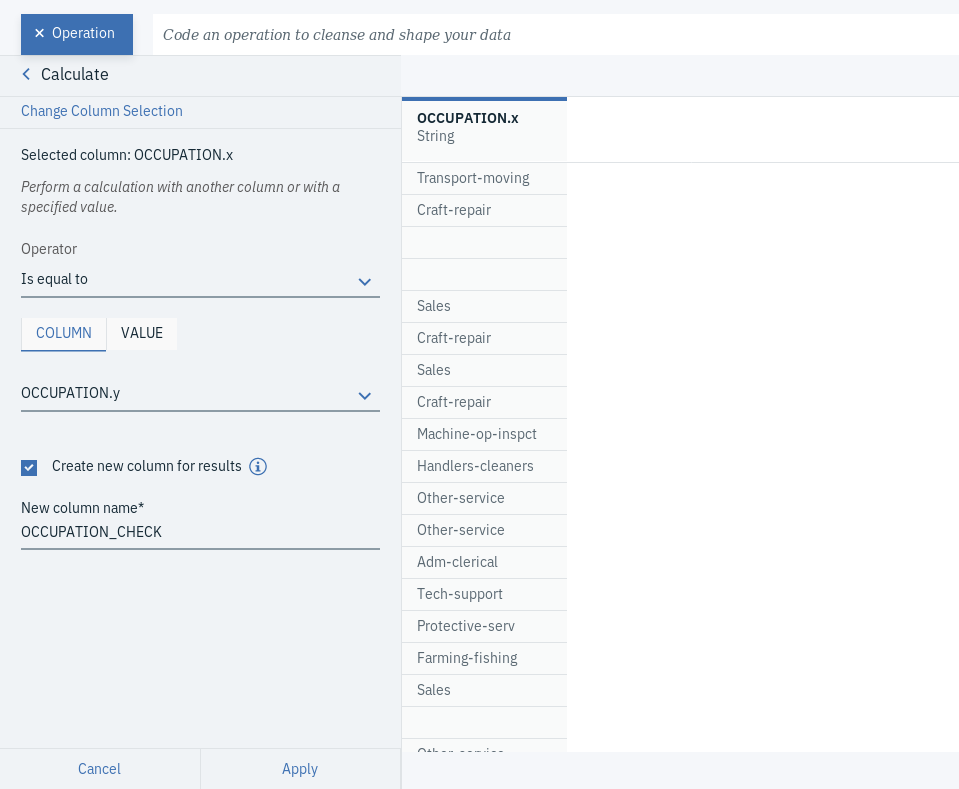 Operation
Code an operation to cleanse and shape your data
Calculate
Change Column Selection
Selected column: OCCUPATION.x
Perform a calculation with another column or with a
specified value.
Operator
Is equal to
COLUMN VALUE
OCCUPATION.y
Create new column for results
New column name*
OCCUPATION_CHECK
Cancel Apply
OCCUPATION.x
String
Transport-moving
Craft-repair
Sales
Craft-repair
Sales
Craft-repair
Machine-op-inspct
Handlers-cleaners
Other-service
Other-service
Adm-clerical
Tech-support
Protective-serv
Farming-fishing
Sales
Other-service